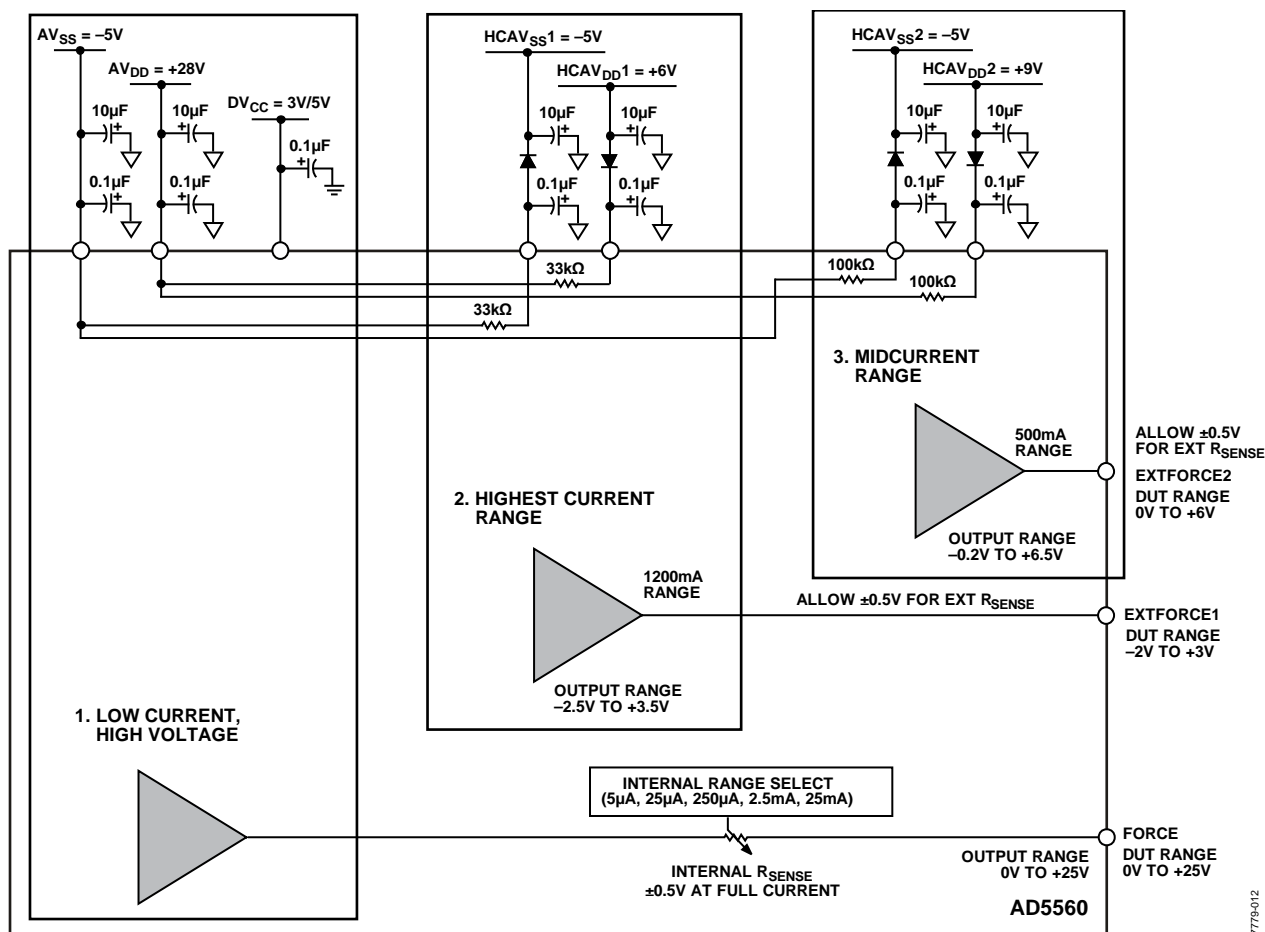 AVSS = –5V
AVDD = +28V
DVCC = 3V/5V
10µF
10µF
0.1µF
0.1µF
0.1µF
HCAVSS1 = –5V
HCAVDD1 = +6V
10µF
10µF
0.1µF
0.1µF
HCAVSS2 = –5V
HCAVDD2 = +9V
10µF
10µF
0.1µF
0.1µF
33kΩ
33kΩ
100kΩ
100kΩ
3. MIDCURRENT
RANGE
500mA
RANGE
OUTPUT RANGE
–0.2V TO +6.5V
ALLOW ±0.5V
FOR EXT RSENSE
EXTFORCE2
DUT RANGE
0V TO +6V
2. HIGHEST CURRENT
RANGE
1200mA
RANGE
OUTPUT RANGE
–2.5V TO +3.5V
ALLOW ±0.5V FOR EXT RSENSE
EXTFORCE1
DUT RANGE
–2V TO +3V
1. LOW CURRENT,
HIGH VOLTAGE
INTERNAL RANGE SELECT
(5µA, 25µA, 250µA, 2.5mA, 25mA)
INTERNAL RSENSE
±0.5V AT FULL CURRENT
OUTPUT RANGE
0V TO +25V
FORCE
DUT RANGE
0V TO +25V
AD5560
7779-012